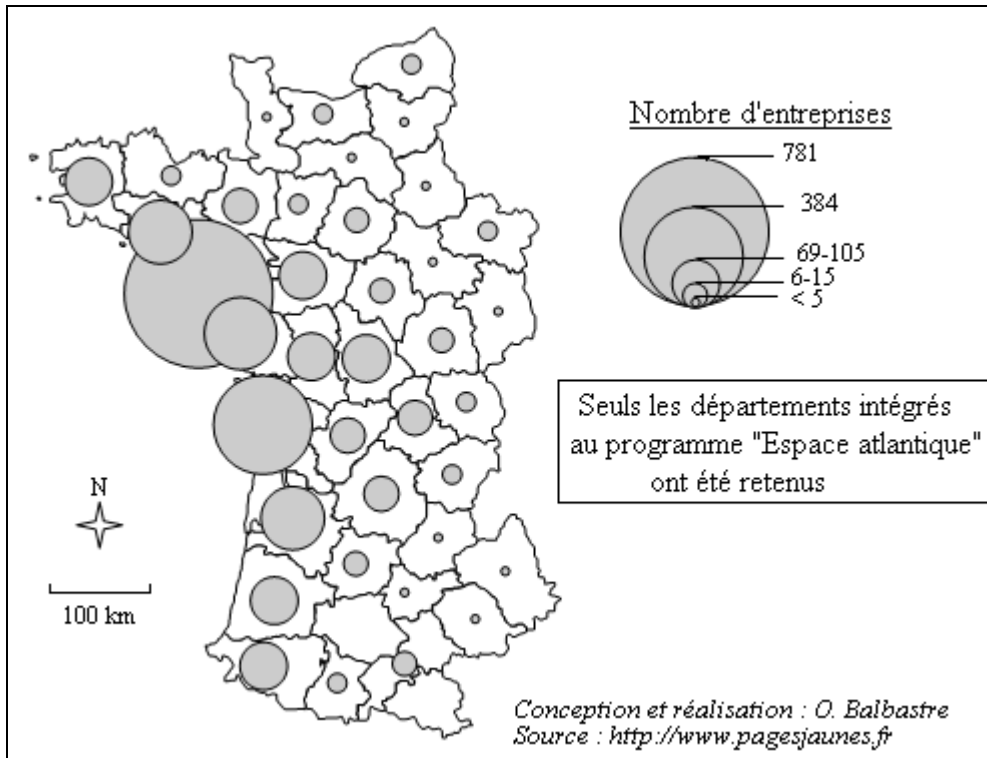 Nombre d'entreprises
781
384
69-105
6-15
< 5
Seuls les départements intégrés
au programme "Espace atlantique"
ont été retenus
N
100 km
Conception et réalisation : O. Balbastre
Source : http://www.pagesjaunes.fr